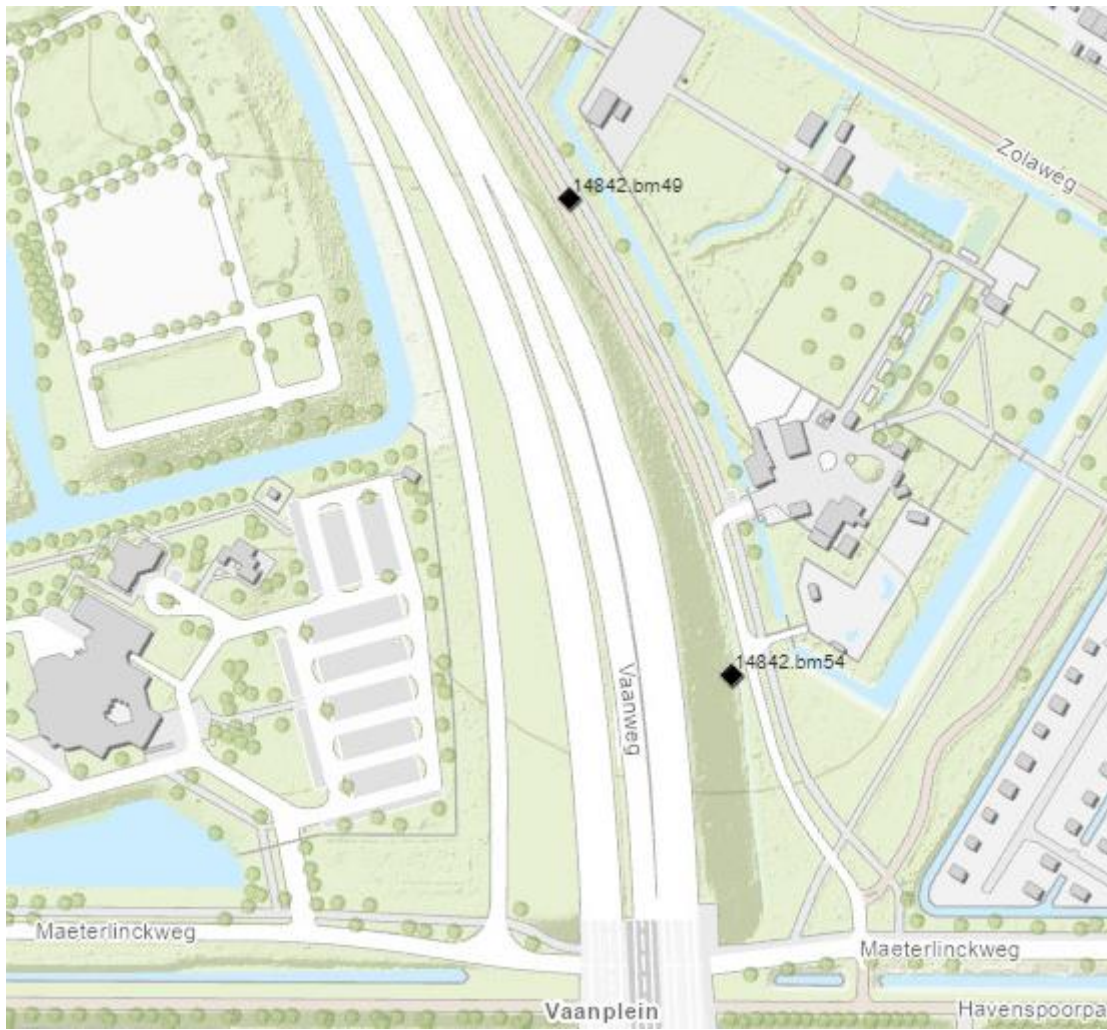 Zolaweg
14842.bm49
Vaanweg
14842.bm54
Maeterlinckweg
Maeterlinckweg
Vaanplein
Havenspoorpa